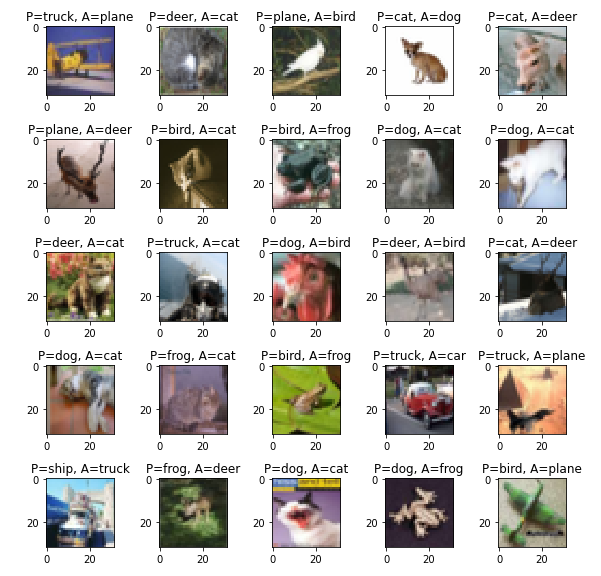 P=truck, A=plane P=deer, A=cat P=plane, A=bird P=cat, A=dog P=cat, A=deer
0 0 0 0 0
20 20 20 20 20
0 20 0 20 0 20 0 20 0 20
P=plane, A=deer P=bird, A=cat P=bird, A=frog P=dog, A=cat P=dog, A=cat
0 0 0 0 0
20 20 20 20 20
0 20 0 20 0 20 0 20 0 20
P=deer, A=cat P=truck, A=cat P=dog, A=bird P=deer, A=bird P=cat, A=deer
0 0 0 0 0
20 20 20 20 20
0 20 0 20 0 20 0 20 0 20
P=dog, A=cat P=frog, A=cat P=bird, A=frog P=truck, A=car P=truck, A=plane
0 0 0 0 0
20 20 20 20 20
0 20 0 20 0 20 0 20 0 20
P=ship, A=truck P=frog, A=deer P=dog, A=cat P=dog, A=frog P=bird, A=plane
0 0 0 0 0
20 20 20 20 20
0 20 0 20 0 20 0 20 0 20